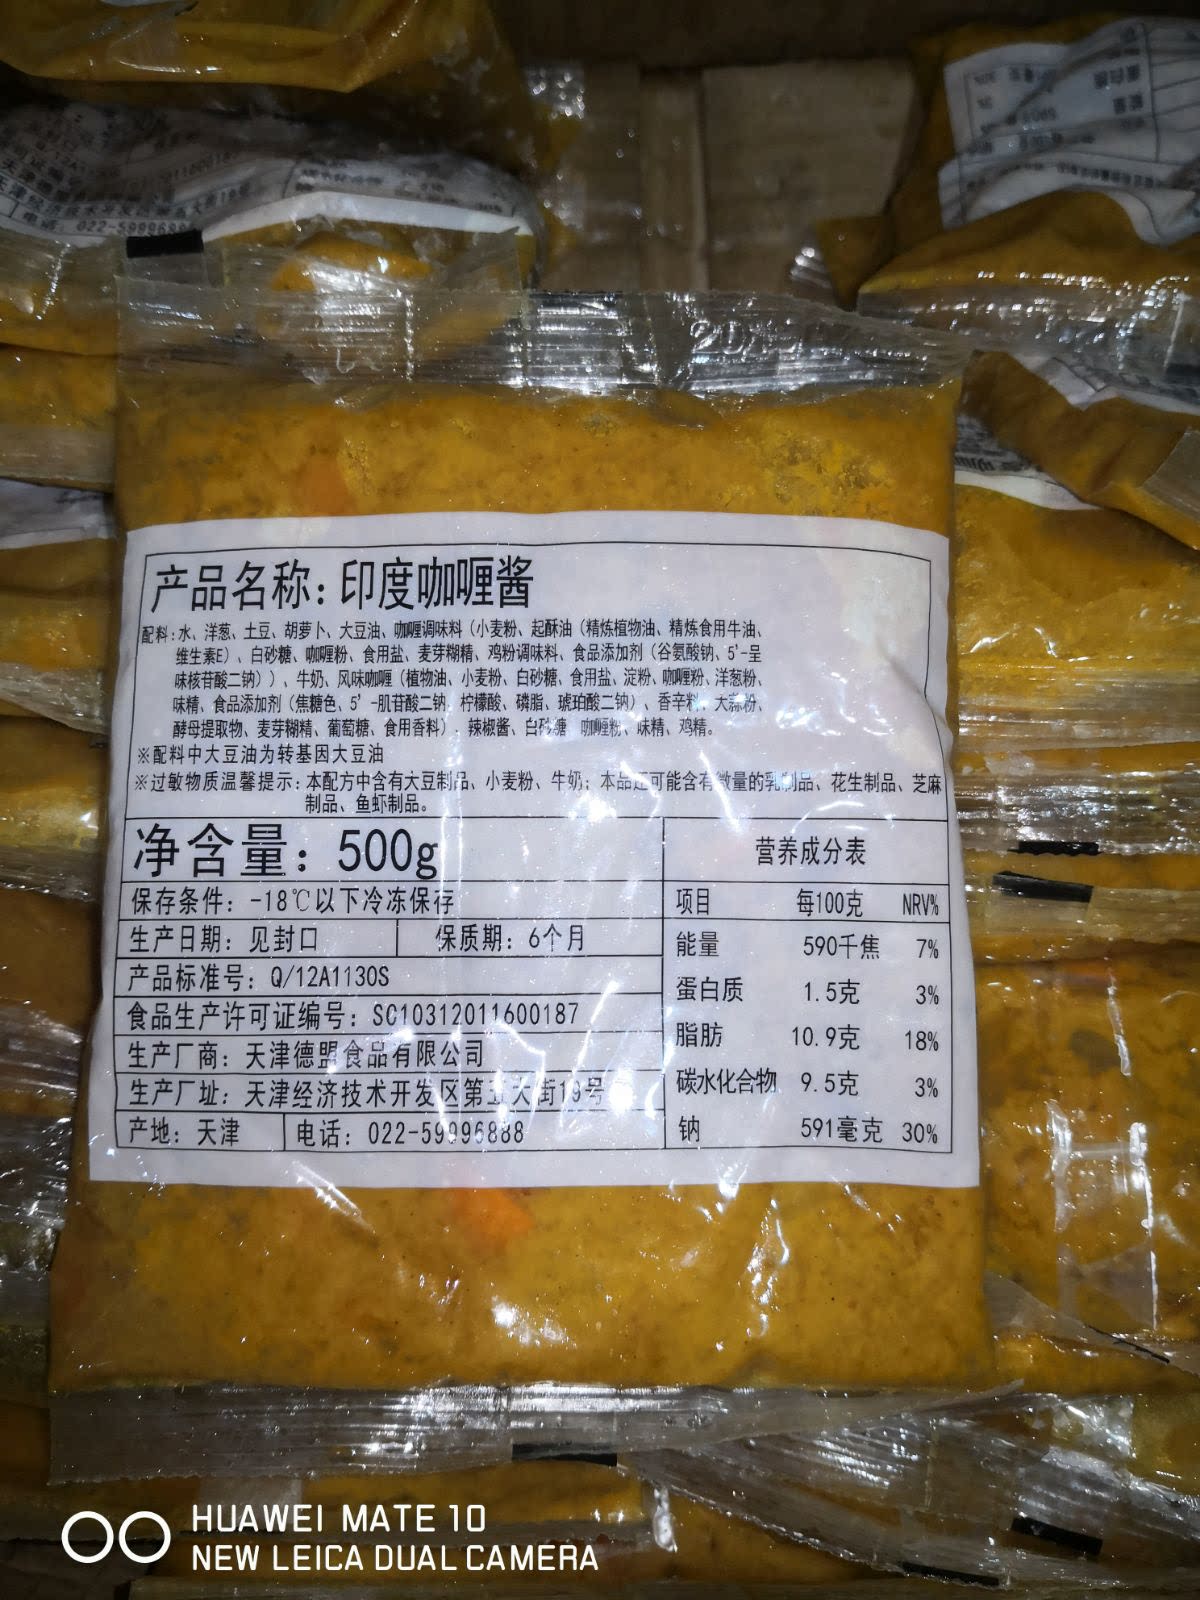 022-599968
产品名称：印度咖喱酱
配料：水、洋葱、土豆、胡萝卜、大豆油、咖喱调味料（小麦粉、起酥油（精炼植物油、精炼食用牛油、
维生素E）、白砂糖、咖喱粉、食用盐、麦芽糊精、鸡粉调味料、食品添加剂（谷氨酸钠、5'-呈
味核苷酸二钠））、牛奶、风味咖喱（植物油、小麦粉、白砂糖、食用盐、淀粉、咖喱粉、洋葱粉、
味精、食品添加剂（焦糖色、5'-肌苷酸二钠、柠檬酸、磷脂、琥珀酸二钠）、香辛料、大蒜粉、
酵母提取物、麦芽糊精、葡萄糖、食用香料）、辣椒酱、白砂糖、咖喱粉、味精、鸡精。
※配料中大豆油为转基因大豆油
※过敏物质温馨提示：本配方中含有大豆制品、小麦粉、牛奶；本品还可能含有微量的乳制品、花生制品、芝麻
制品、鱼虾制品。
净含量：500g
保存条件：-18℃以下冷冻保存
生产日期：见封口 保质期：6个月
产品标准号：Q/12A1130S
食品生产许可证编号：SC10312011600187
生产厂商：天津德盟食品有限公司
生产厂址：天津经济技术开发区第五大街19号
产地：天津 电话：022-59996888
营养成分表
项目 每100克 NRV%
能量 590千焦 7%
蛋白质 1.5克 3%
脂肪 10.9克 18%
碳水化合物 9.5克 3%
钠 591毫克 30%
HUAWEI MATE 10
NEW LEICA DUAL CAMERA